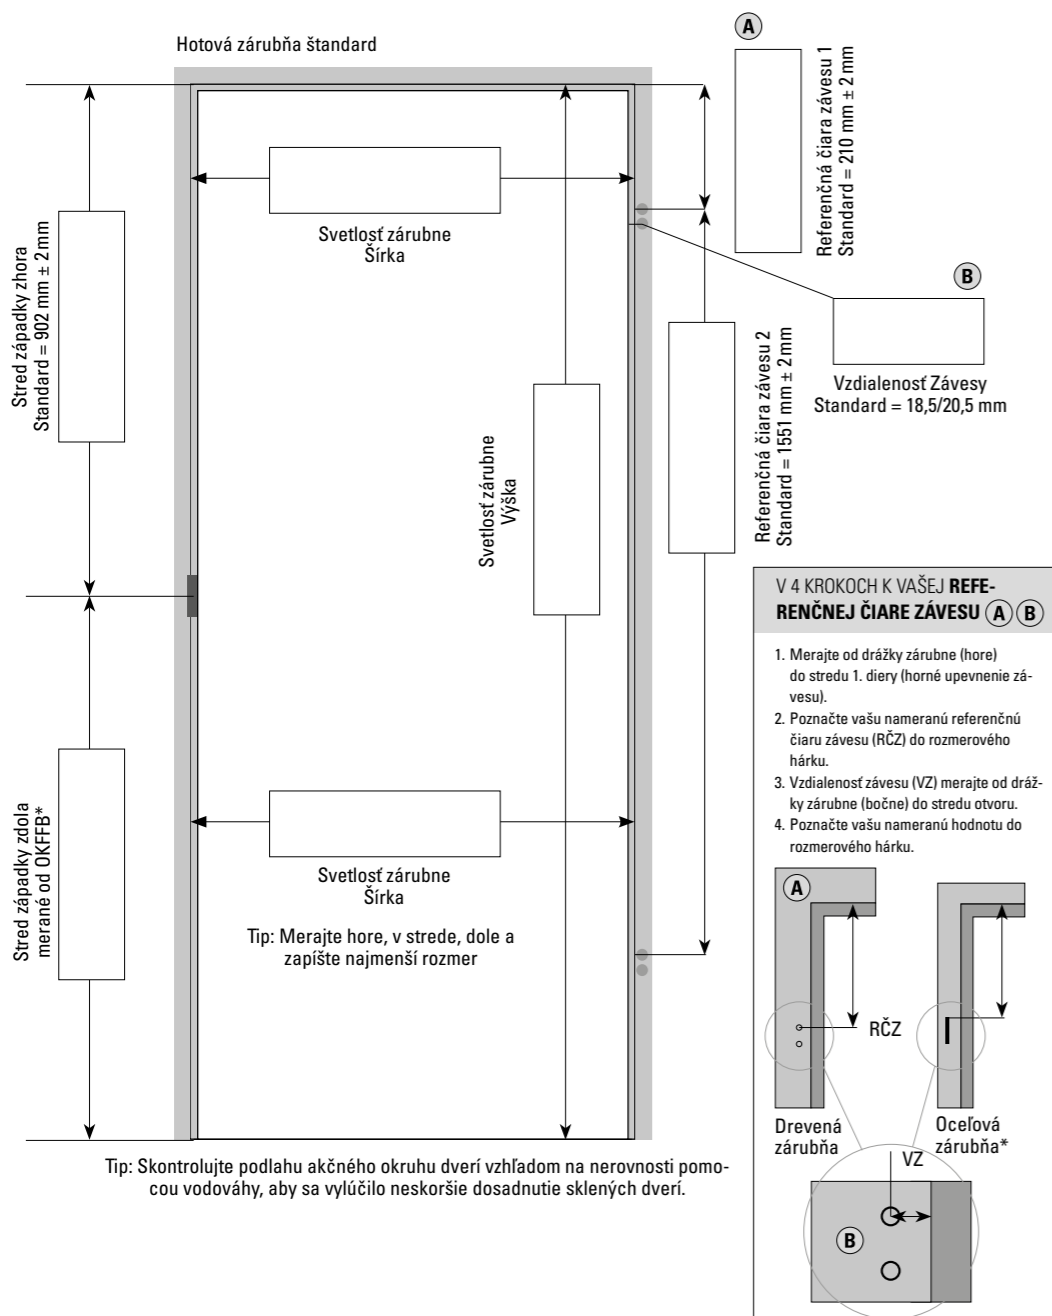 Hotová zárubňa štandard
A
Referenčná čiara závesu 1
Standard = 210 mm ± 2 mm
Svetlosť zárubne
Šírka
Stred západky zhora
Standard = 902 mm ± 2mm
B
Vzdialenosť Závesy
Standard = 18,5/20,5 mm
Referenčná čiara závesu 2
Standard = 1551 mm ± 2mm
Svetlosť zárubne
Výška
Stred západky zdola
merané od OKFFB*
Svetlosť zárubne
Šírka
Tip: Merajte hore, v strede, dole a
zapíšte najmenší rozmer
Tip: Skontrolujte podlahu akčného okruhu dverí vzhľadom na nerovnosti pomo-
cou vodováhy, aby sa vylúčilo neskoršie dosadnutie sklených dverí.
V 4 KROKOCH K VAŠEJ REFE-
RENČNEJ ČIARE ZÁVESU A B
1. Merajte od drážky zárubne (hore)
do stredu 1. diery (horné upevnenie zá-
vesu).
2. Poznačte vašu nameranú referenčnú
čiaru závesu (RČZ) do rozmerového
hárku.
3. Vzdialenosť závesu (VZ) merajte od dráž-
ky zárubne (bočne) do stredu otvoru.
4. Poznačte vašu nameranú hodnotu do
rozmerového hárku.
A
RČZ
Drevená
zárubňa
Oceľová
zárubňa*
VZ
B